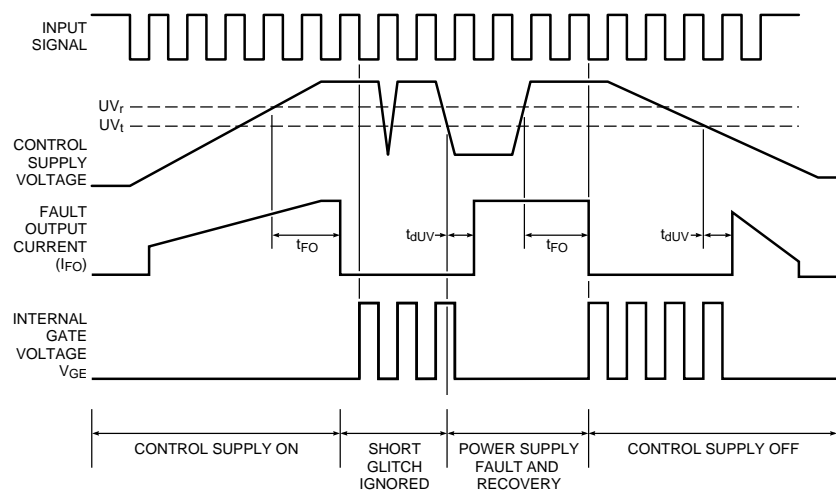 INPUT
SIGNAL
UVr
UVt
CONTROL
SUPPLY
VOLTAGE
FAULT
OUTPUT
CURRENT
(IFO)
tFO
tdUV
tFO
tdUV
INTERNAL
GATE
VOLTAGE
VGE
CONTROL SUPPLY ON
SHORT
GLITCH
IGNORED
POWER SUPPLY
FAULT AND
RECOVERY
CONTROL SUPPLY OFF